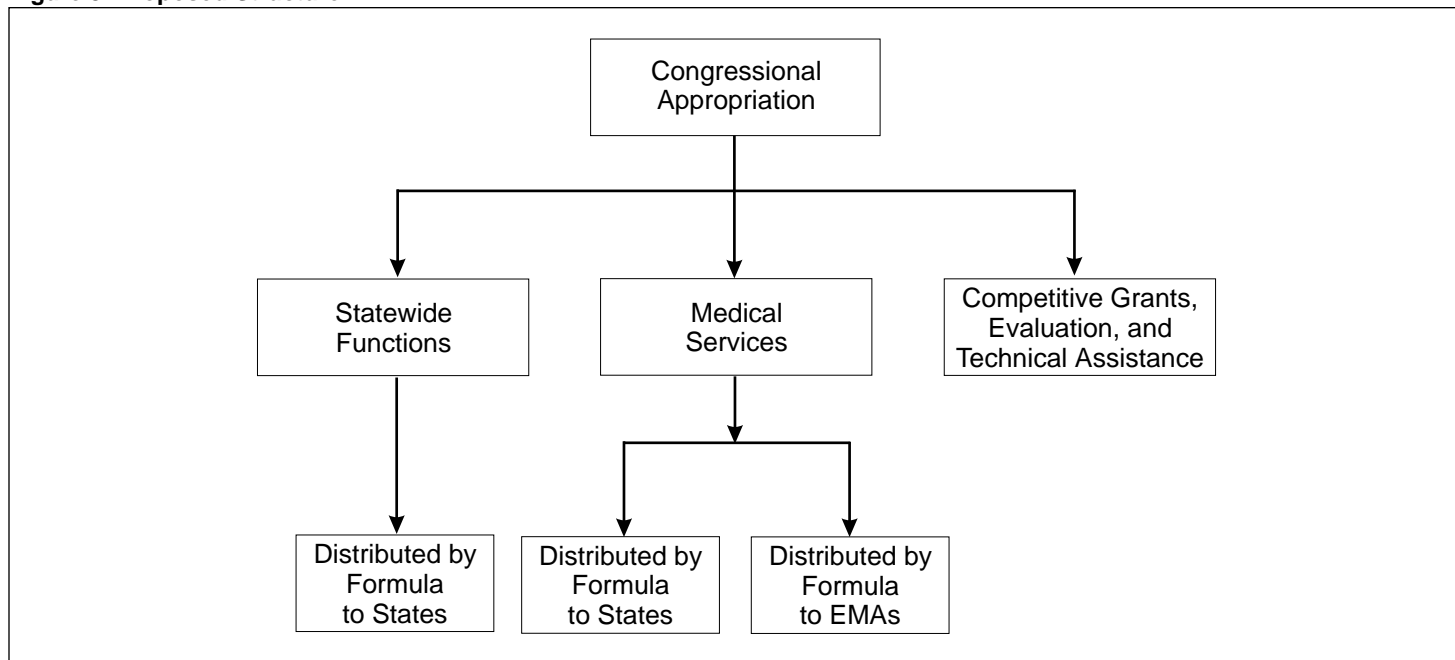 Congressional
Appropriation
Statewide
Functions
Medical
Services
Competitive Grants,
Evaluation, and
Technical Assistance
Distributed by
Formula
to States
Distributed by
Formula
to States
Distributed by
Formula
to EMAs